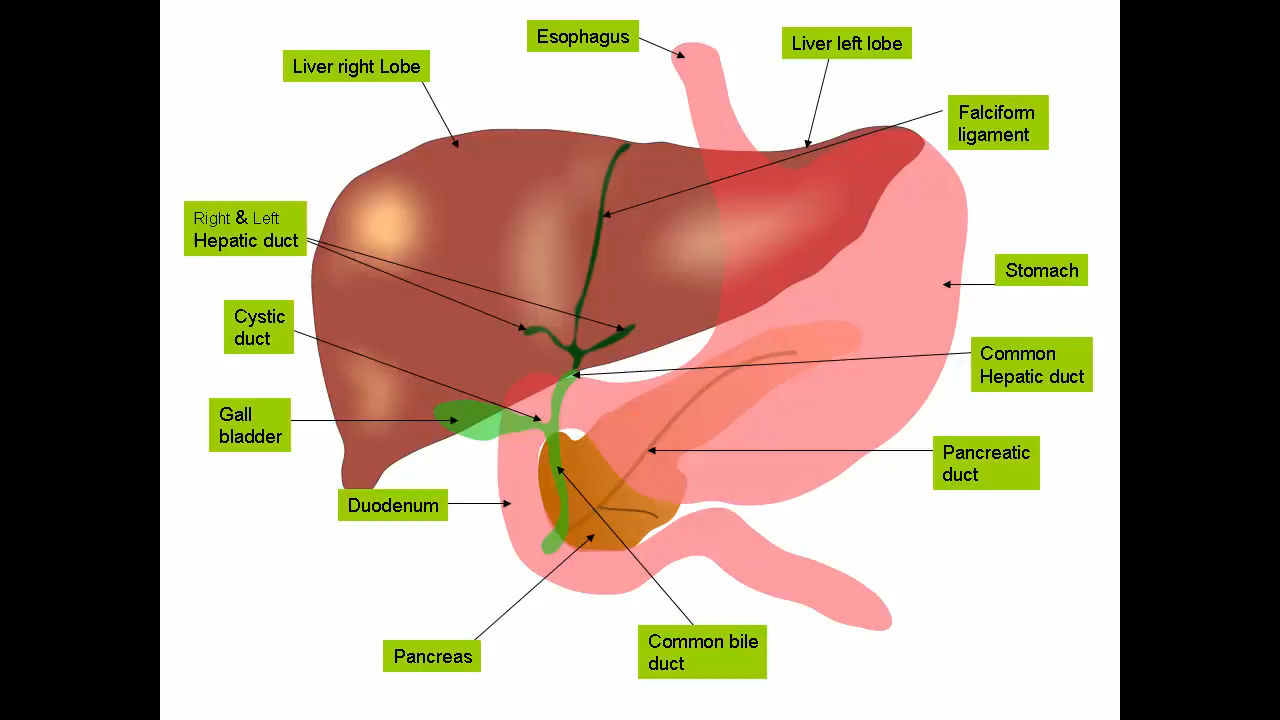 Esophagus
Liver left lobe
Liver right Lobe
Falciform
ligament
Right & Left
Hepatic duct
Stomach
Cystic
duct
Common
Hepatic duct
Gall
bladder
Pancreatic
duct
Duodenum
Common bile
duct
Pancreas